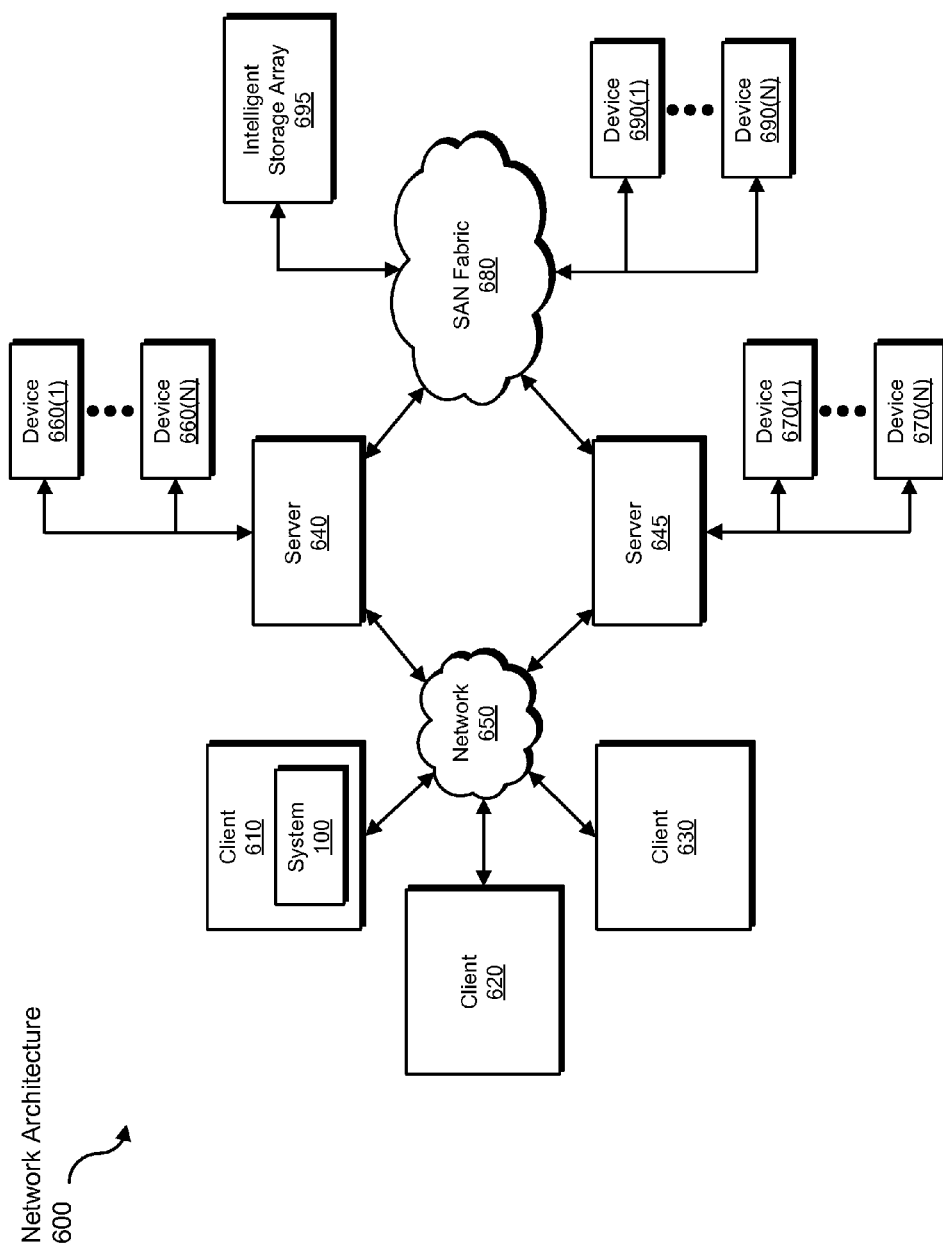 Network Architecture
600
Client
610
System
100
Client
620
Client
630
Network
650
Server
640
Server
645
Device
660(1)
Device
660(N)
Device
670(1)
Device
670(N)
SAN Fabric
680
Intelligent
Storage Array
695
Device
690(1)
Device
690(N)